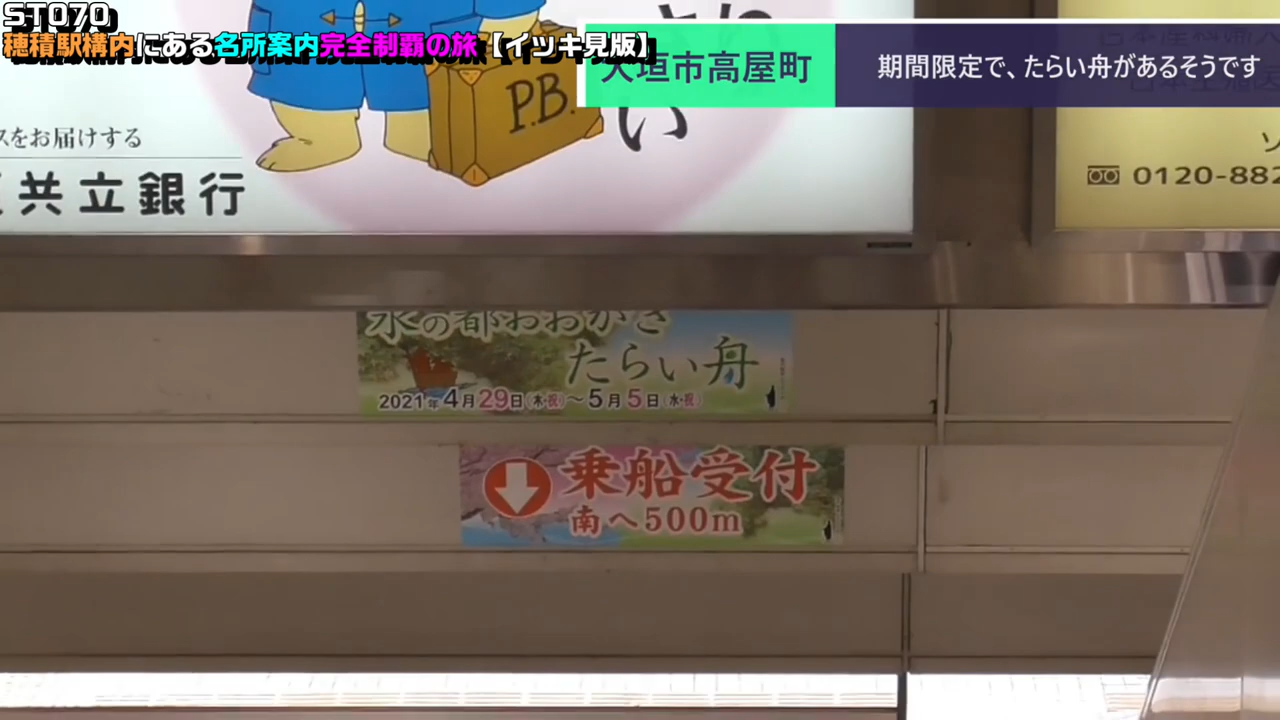 ST070
穂積駅構内にある名所案内完全制覇の旅【イツキ見版】
大垣市高屋町
期間限定で、たらい舟があるそうです
P.B.
い
スをお届けする
共立銀行
0120-882
水の都おおがき
たらい舟
2021年4月29日(木・祝)〜5月5日(水・祝)
乗船受付
南へ500m